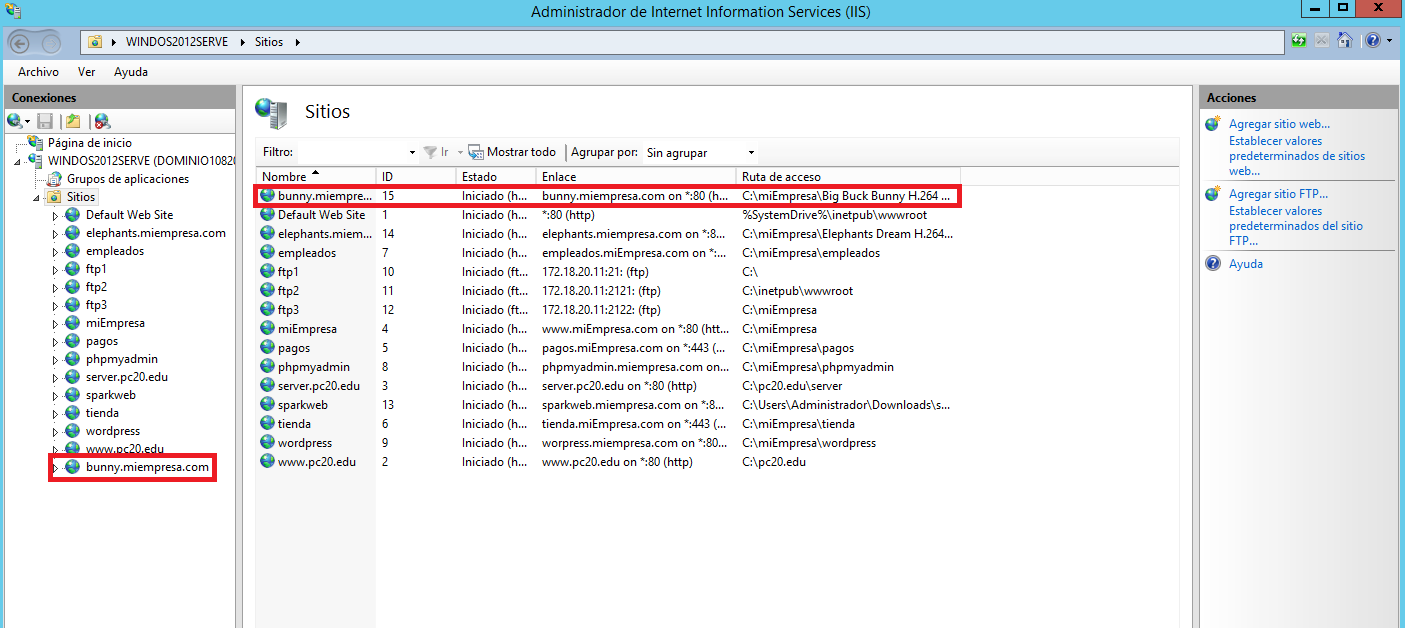 Administrador de Internet Information Services (IIS)
WINDOS2012SERVE Sitios
Archivo Ver Ayuda
Conexiones
Página de inicio
WINDOS2012SERVE (DOMINIO1082(
Grupos de aplicaciones
Sitios
Default Web Site
elephants.miempresa.com
empleados
ftp1
ftp2
ftp3
miEmpresa
pagos
phpmyadmin
server.pc20.edu
sparkweb
tienda
wordpress
www.pc20.edu
bunny.miempresa.com
Sitios
Filtro: Ir Mostrar todo Agrupar por: Sin agrupar
Nombre ID Estado Enlace Ruta de acceso
bunny.miempre... 15 Iniciado (h... bunny.miempresa.com on *:80 (h... C:\miEmpresa\Big Buck Bunny H.264 ...
Default Web Site 1 Iniciado (h... *:80 (http) %SystemDrive%\inetpub\wwwroot
elephants.miem... 14 Iniciado (h... elephants.miempresa.com on *:8... C:\miEmpresa\Elephants Dream H.264...
empleados 7 Iniciado (h... empleados.miEmpresa.com on *:... C:\miEmpresa\empleados
ftp1 10 Iniciado (ft... 172.18.20.11:21: (ftp) C:\
ftp2 11 Iniciado (ft... 172.18.20.11:2121: (ftp) C:\inetpub\wwwroot
ftp3 12 Iniciado (ft... 172.18.20.11:2122: (ftp) C:\miEmpresa
miEmpresa 4 Iniciado (h... www.miEmpresa.com on *:80 (htt... C:\miEmpresa
pagos 5 Iniciado (h... pagos.miEmpresa.com on *:443 (... C:\miEmpresa\pagos
phpmyadmin 8 Iniciado (h... phpmyadmin.miempresa.com on... C:\miEmpresa\phpmyadmin
server.pc20.edu 3 Iniciado (h... server.pc20.edu on *:80 (http) C:\pc20.edu\server
sparkweb 13 Iniciado (h... sparkweb.miempresa.com on *:8... C:\Users\Administrador\Downloads\s...
tienda 6 Iniciado (h... tienda.miEmpresa.com on *:443 (... C:\miEmpresa\tienda
wordpress 9 Iniciado (h... worpress.miempresa.com on *:80... C:\miEmpresa\wordpress
www.pc20.edu 2 Iniciado (h... www.pc20.edu on *:80 (http) C:\pc20.edu
Acciones
Agregar sitio web...
Establecer valores
predeterminados de sitios
web...
Agregar sitio FTP...
Establecer valores
predeterminados del sitio
FTP...
Ayuda